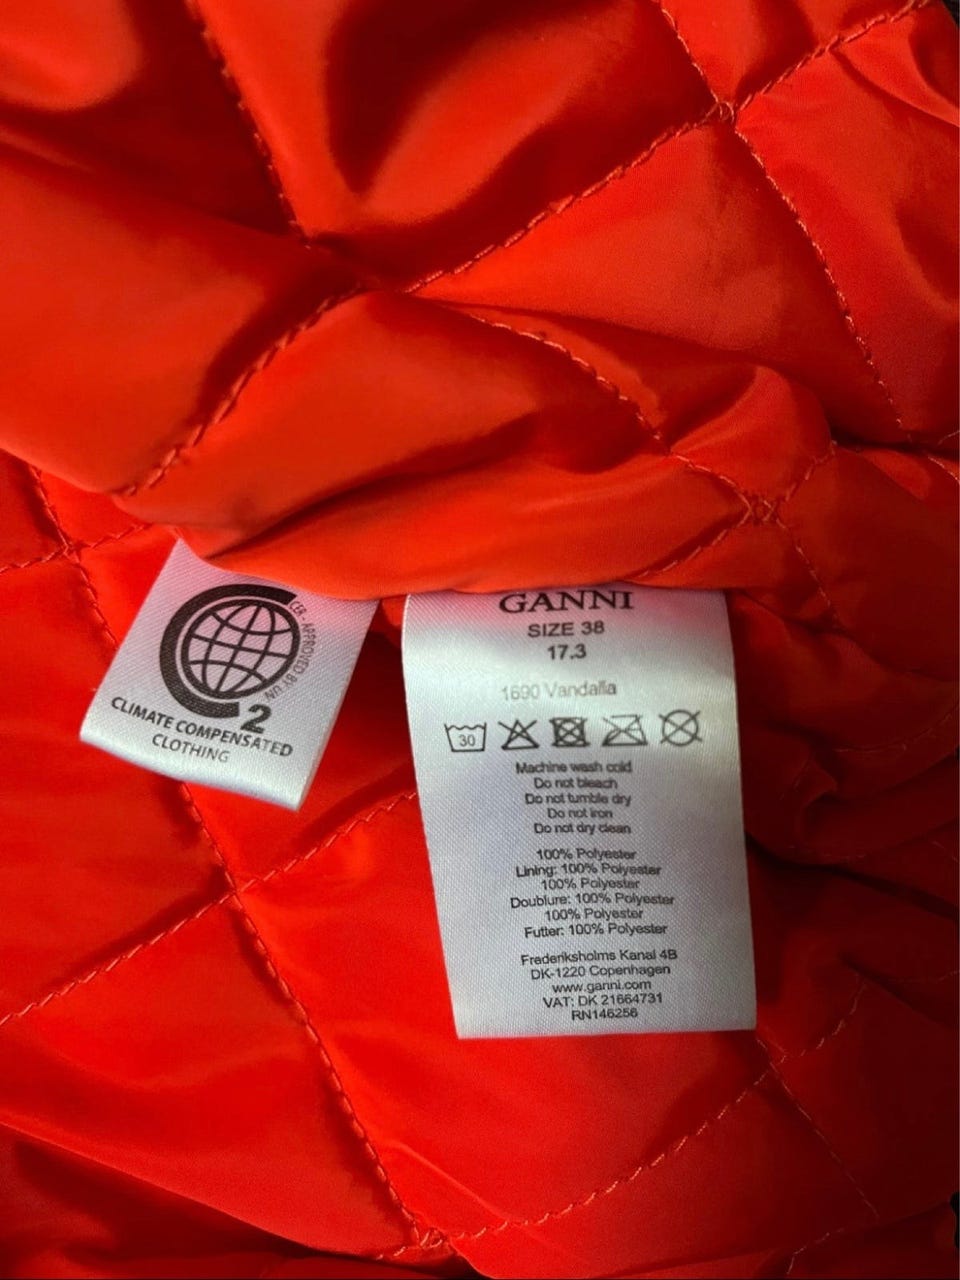 CER - APPROVED BY UN
2
CLIMATE COMPENSATED
CLOTHING
GANNI
SIZE 38
17.3
1690 Vandalla
30
Machine wash cold
Do not bleach
Do not tumble dry
Do not iron
Do not dry clean
100% Polyester
Lining: 100% Polyester
100% Polyester
Doublure: 100% Polyester
100% Polyester
Futter: 100% Polyester
Frederiksholms Kanal 4B
DK-1220 Copenhagen
www.ganni.com
VAT: DK 21664731
RN146256